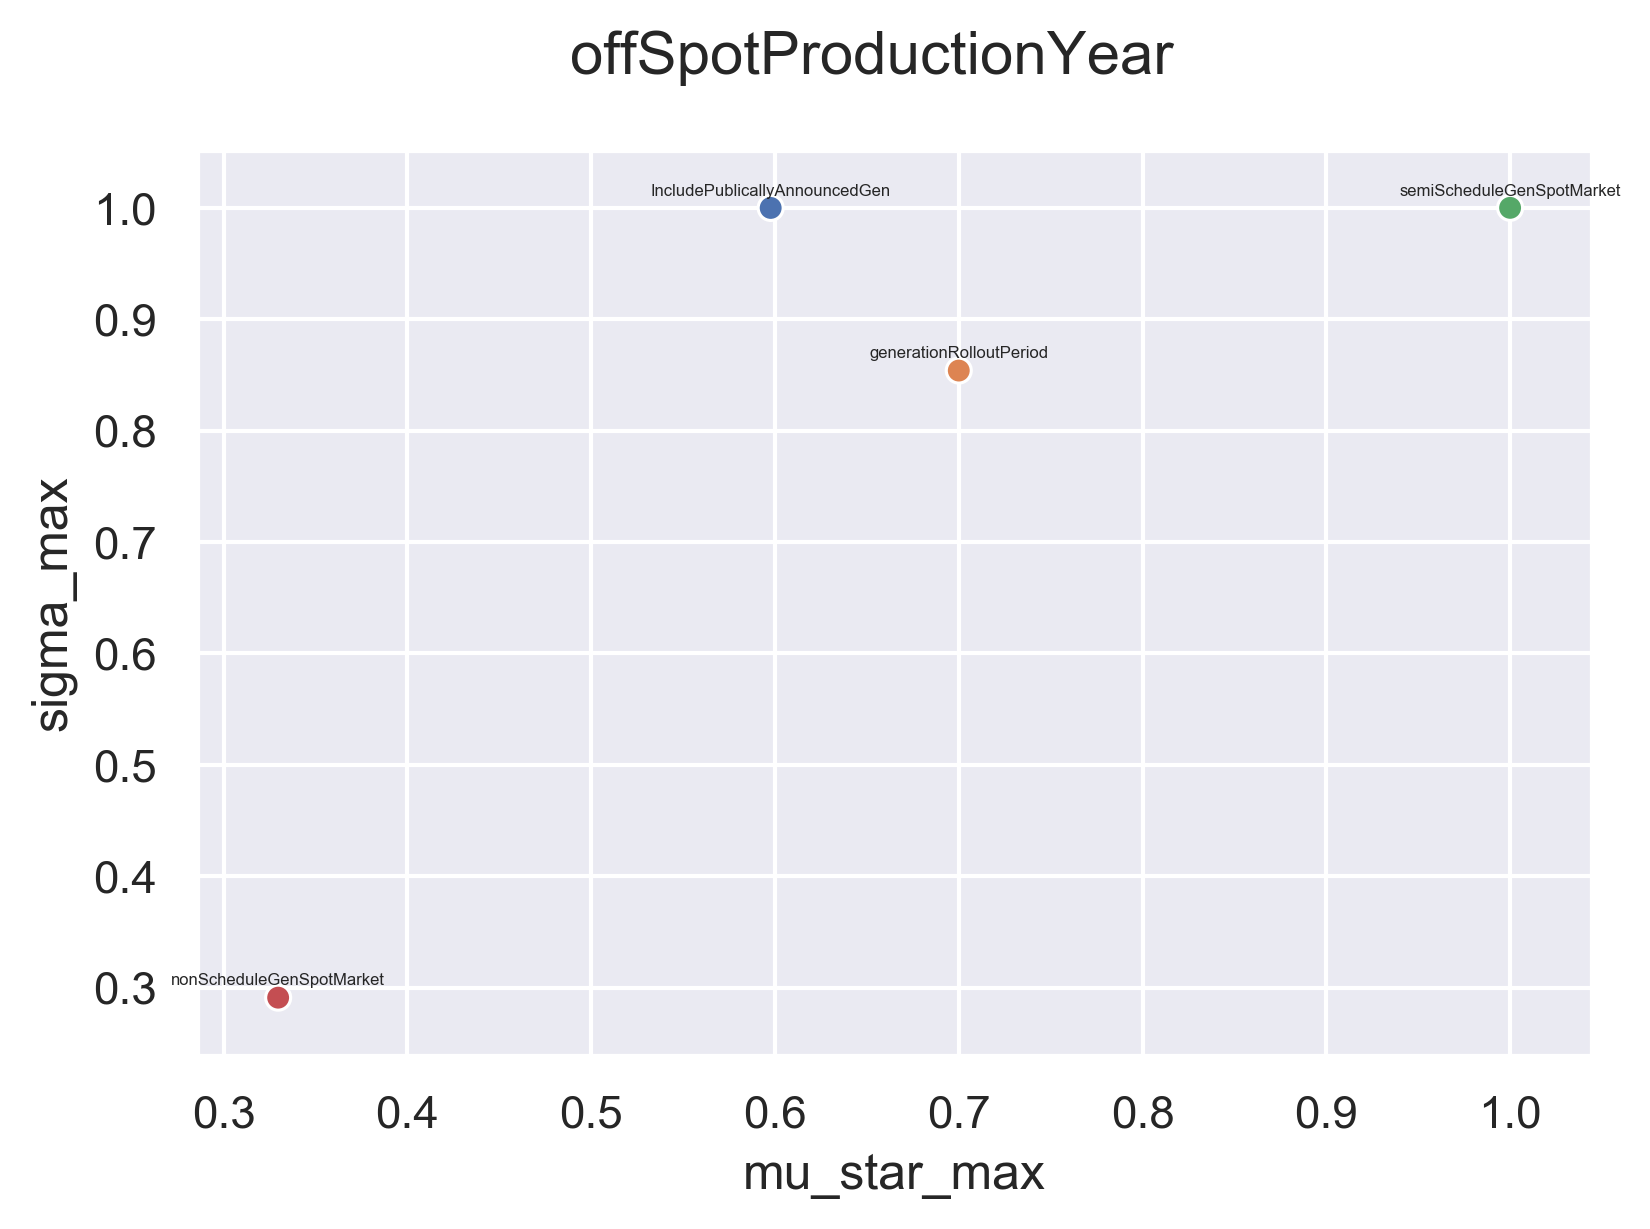 offSpotProductionYear
IncludePublicallyAnnouncedGen
semiScheduleGenSpotMarket
1.0
0.9
generationRolloutPeriod
0.8
0.7
sigma_max
0.6
0.5
0.4
nonScheduleGenSpotMarket
0.3
0.3 0.4 0.5 0.6 0.7 0.8 0.9 1.0
mu_star_max